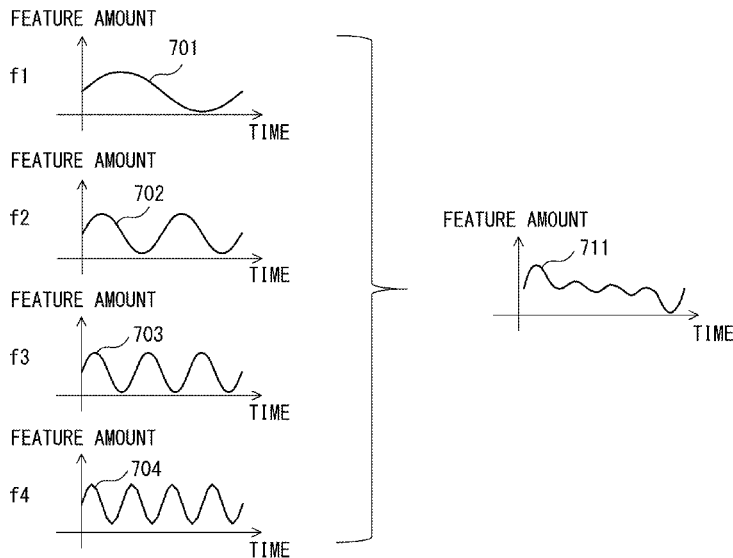 FEATURE AMOUNT
701
f1
TIME
FEATURE AMOUNT
702
f2
TIME
FEATURE AMOUNT
703
f3
TIME
FEATURE AMOUNT
704
f4
TIME
FEATURE AMOUNT
711
TIME